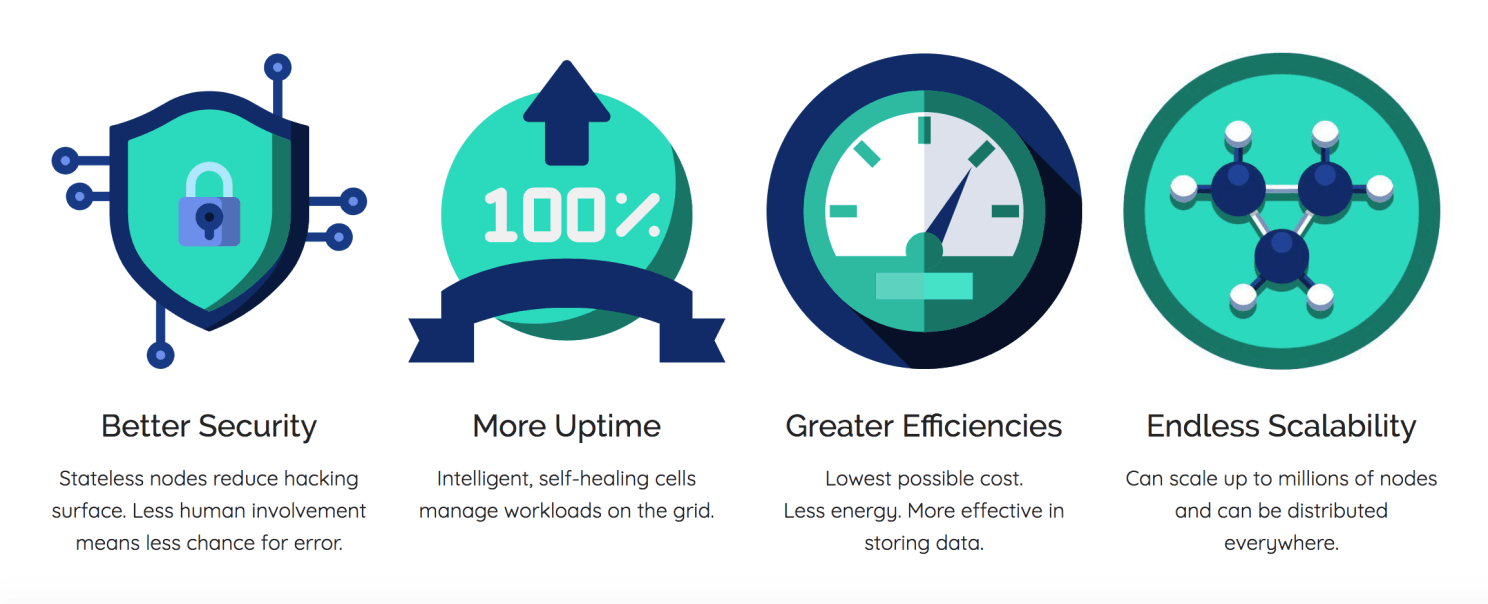 100%
Better Security
Stateless nodes reduce hacking
surface. Less human involvement
means less chance for error.
More Uptime
Intelligent, self-healing cells
manage workloads on the grid.
Greater Efficiencies
Lowest possible cost.
Less energy. More effective in
storing data.
Endless Scalability
Can scale up to millions of nodes
and can be distributed
everywhere.